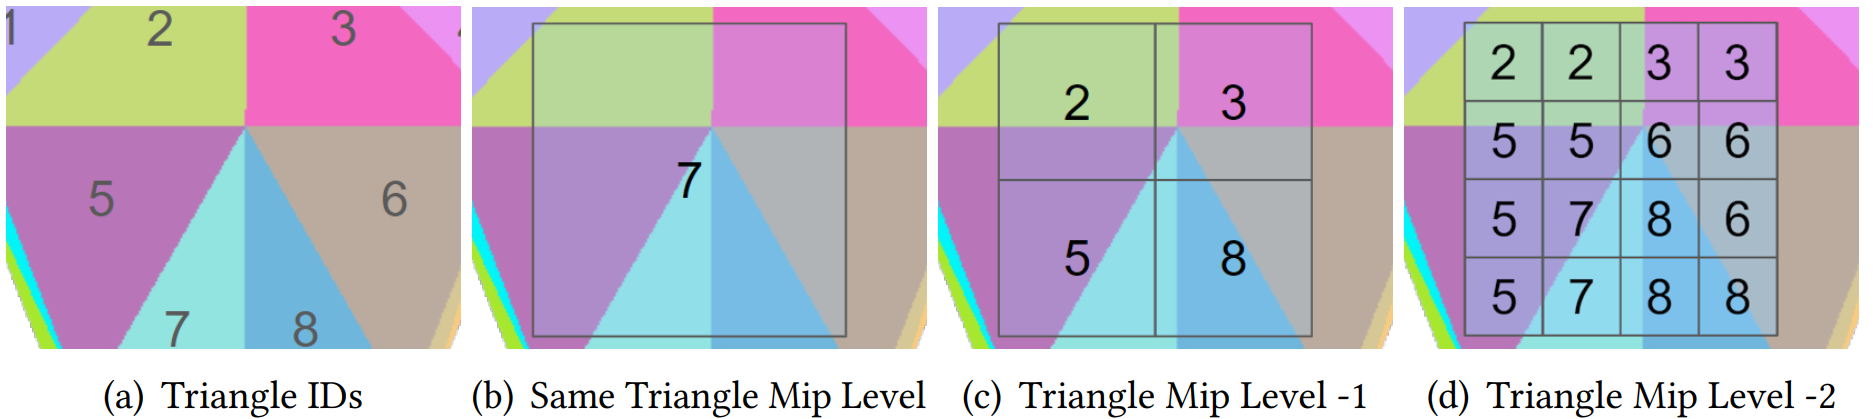 1 2 3
5 6
7 8
7
2 3
5 8
2 2 3 3
5 5 6 6
5 7 8 6
5 7 8 8
(a) Triangle IDs
(b) Same Triangle Mip Level
(c) Triangle Mip Level -1
(d) Triangle Mip Level -2